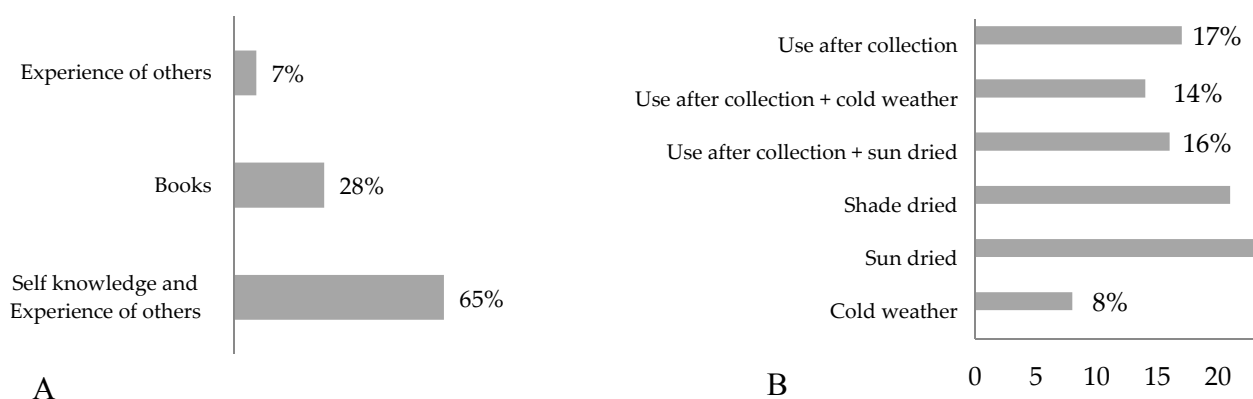 Experience of others
7%
Books
28%
Self knowledge and
Experience of others
65%
A
Use after collection
17%
Use after collection + cold weather
14%
Use after collection + sun dried
16%
Shade dried
Sun dried
Cold weather
8%
0 5 10 15 20
B